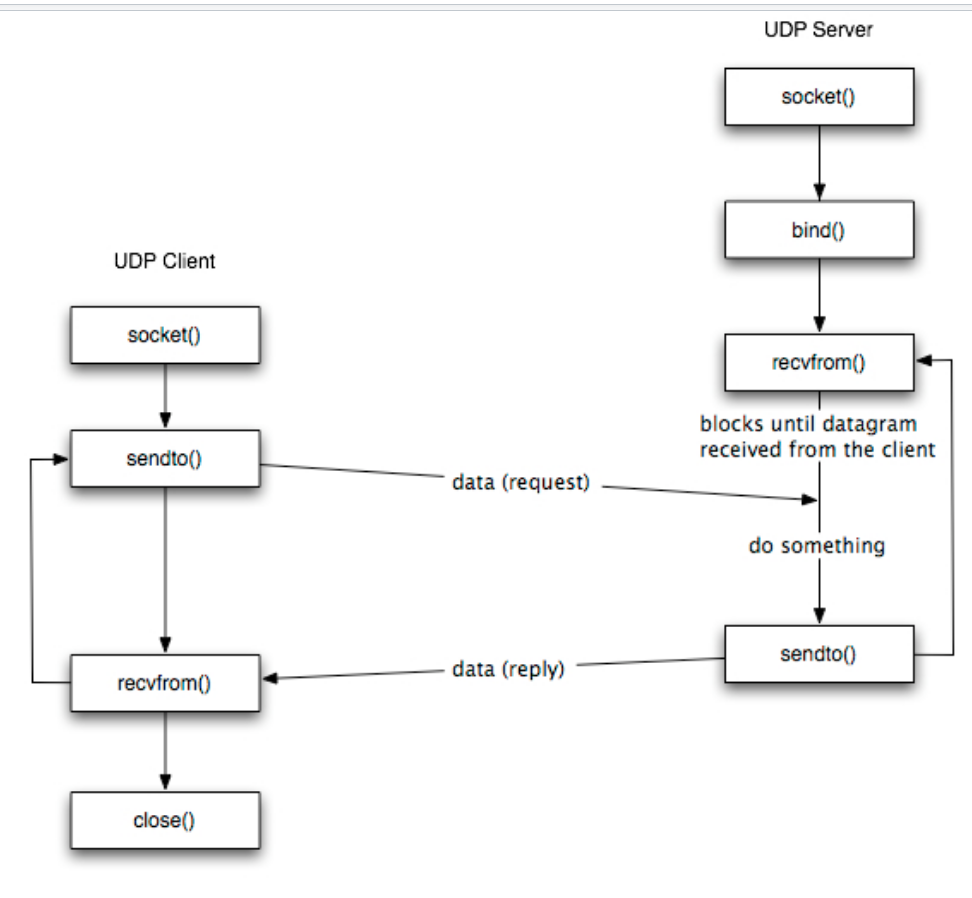 UDP Server
socket()
bind()
UDP Client
socket()
recvfrom()
blocks until datagram
received from the client
sendto()
data (request)
do something
sendto()
data (reply)
recvfrom()
close()